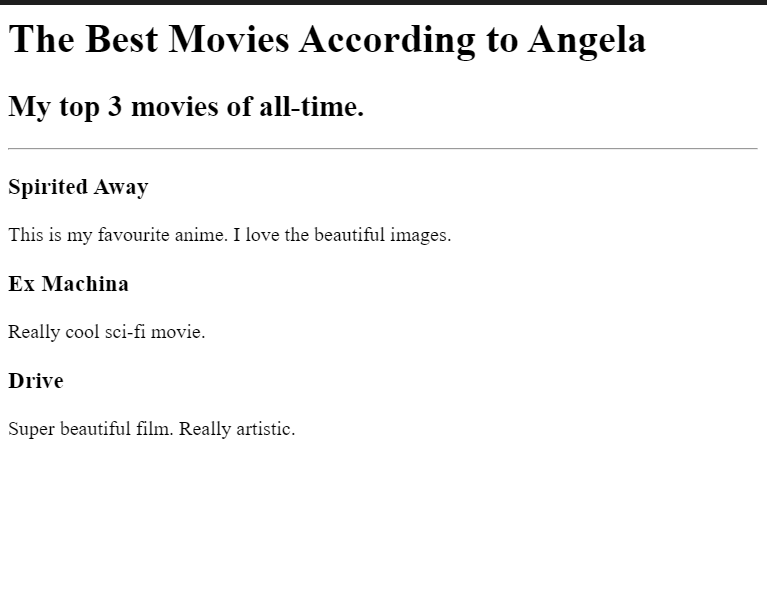 The Best Movies According to Angela
My top 3 movies of all-time.
Spirited Away
This is my favourite anime. I love the beautiful images.
Ex Machina
Really cool sci-fi movie.
Drive
Super beautiful film. Really artistic.